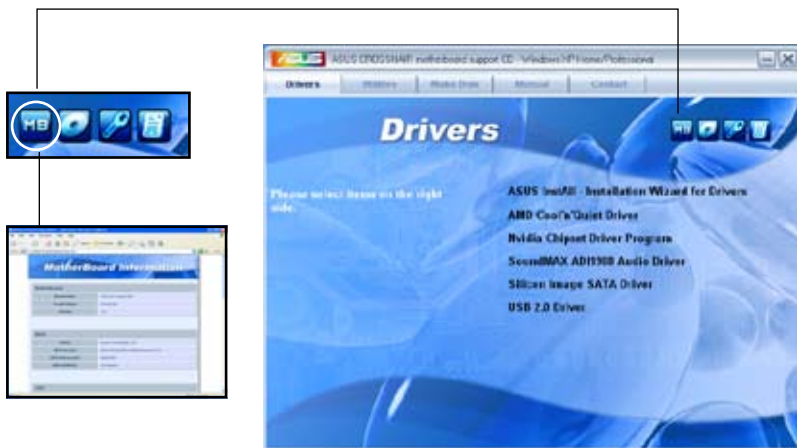 MB
MotherBoard Information
ASUS CROSSHAIR motherboard support CD - Windows XP Home/Professional
Drivers
Utilities
Make Disk
Manual
Contact
Drivers
MB
Please select items on the right
side.
ASUS InstAll - Installation Wizard for Drivers
AMD Cool'n'Quiet Driver
Nvidia Chipset Driver Program
SoundMAX ADI1988 Audio Driver
Silicon Image SATA Driver
USB 2.0 Driver